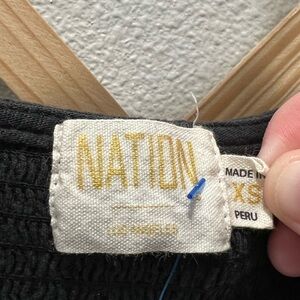 NATION
LOS ANGELES
MADE IN
XS
PERU